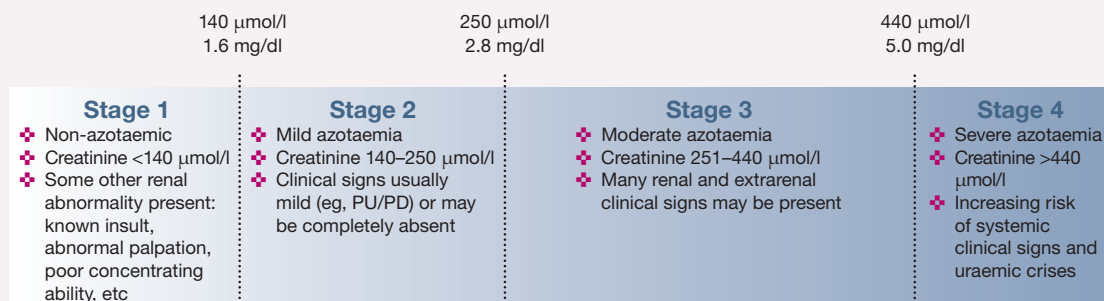 140 μmol/l
1.6 mg/dl
250 μmol/l
2.8 mg/dl
440 μmol/l
5.0 mg/dl
Stage 1
Non-azotaemic
Creatinine <140 μmol/l
Some other renal
abnormality present:
known insult,
abnormal palpation,
poor concentrating
ability, etc
Stage 2
Mild azotaemia
Creatinine 140–250 μmol/l
Clinical signs usually
mild (eg, PU/PD) or may
be completely absent
Stage 3
Moderate azotaemia
Creatinine 251–440 μmol/l
Many renal and extrarenal
clinical signs may be present
Stage 4
Severe azotaemia
Creatinine >440
μmol/l
Increasing risk
of systemic
clinical signs and
uraemic crises